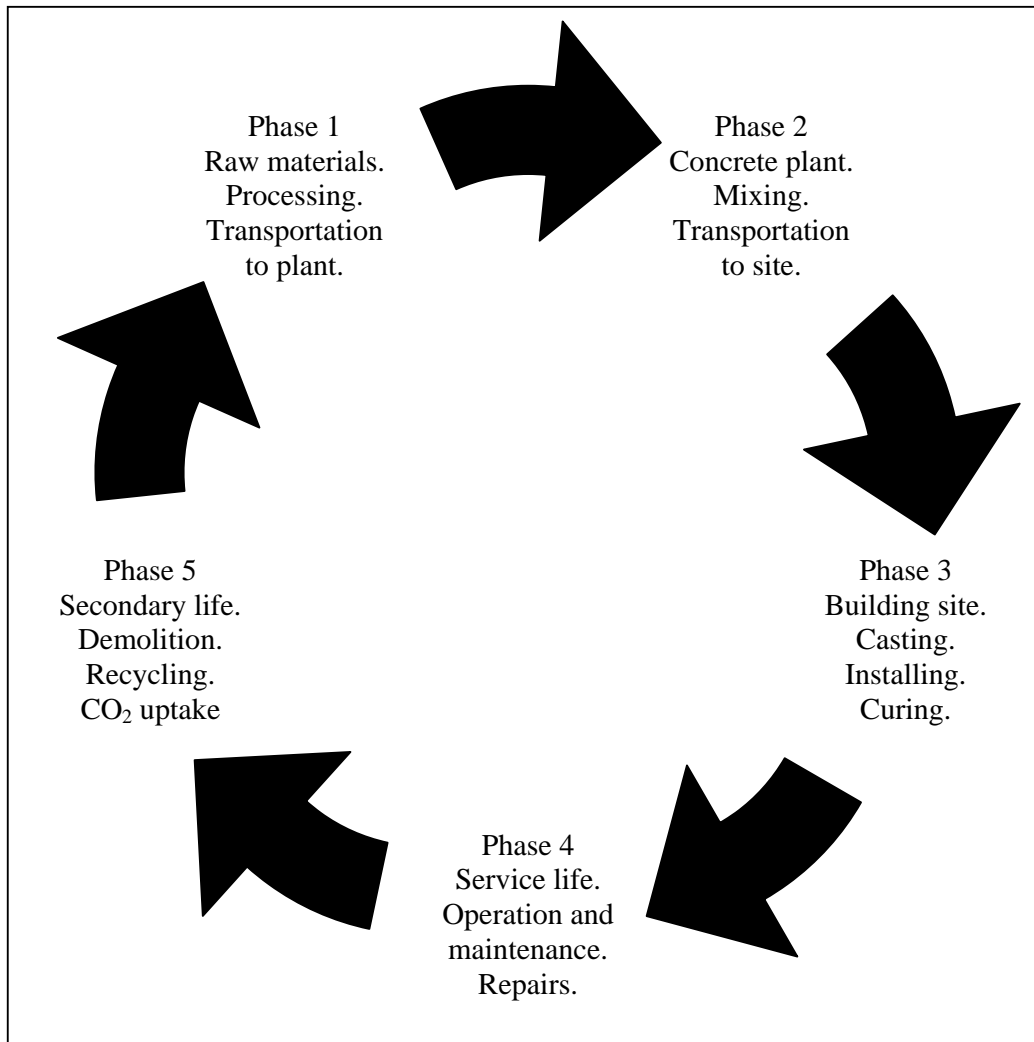 Phase 1
Raw materials.
Processing.
Transportation
to plant.
Phase 2
Concrete plant.
Mixing.
Transportation
to site.
Phase 3
Building site.
Casting.
Installing.
Curing.
Phase 4
Service life.
Operation and
maintenance.
Repairs.
Phase 5
Secondary life.
Demolition.
Recycling.
CO₂ uptake